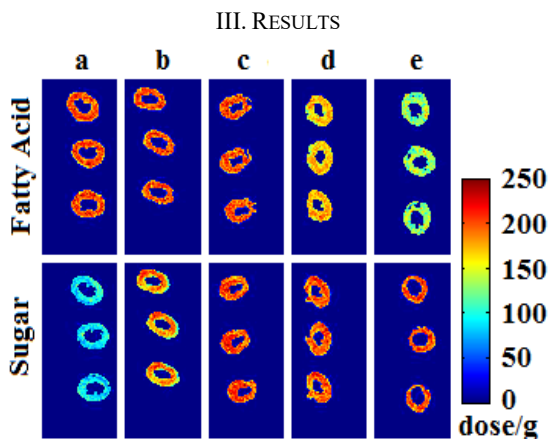 III. RESULTS
a b c d e
Fatty Acid
Sugar
250
200
150
100
50
0
dose/g